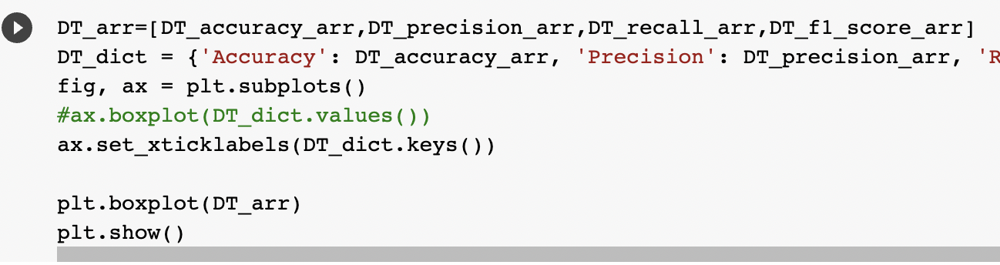 DT_arr=[DT_accuracy_arr,DT_precision_arr,DT_recall_arr,DT_f1_score_arr]
DT_dict = {'Accuracy': DT_accuracy_arr, 'Precision': DT_precision_arr, 'R
fig, ax = plt.subplots()
#ax.boxplot(DT_dict.values())
ax.set_xticklabels(DT_dict.keys())
plt.boxplot(DT_arr)
plt.show()